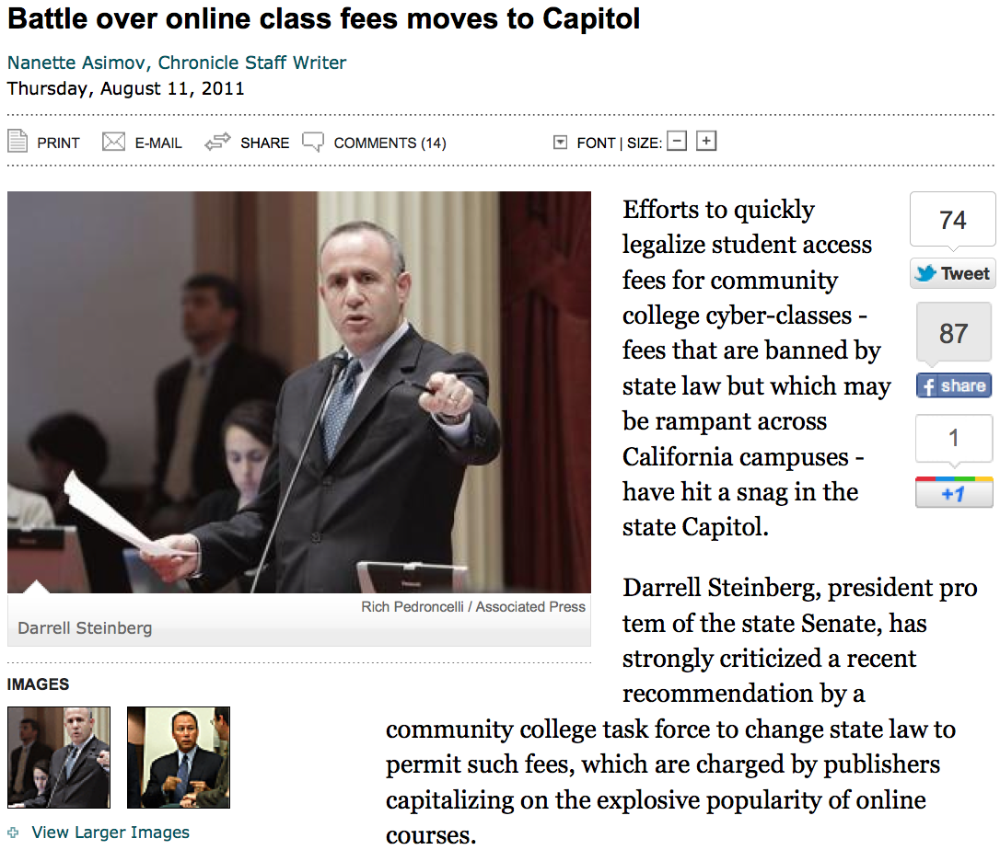 Battle over online class fees moves to Capitol
Nanette Asimov, Chronicle Staff Writer
Thursday, August 11, 2011
PRINT E-MAIL SHARE COMMENTS (14) FONT | SIZE: − +
Efforts to quickly
legalize student access
fees for community
college cyber-classes -
fees that are banned by
state law but which may
be rampant across
California campuses -
have hit a snag in the
state Capitol.
74
Tweet
87
f share
1
+1
Rich Pedroncelli / Associated Press
Darrell Steinberg
Darrell Steinberg, president pro
tem of the state Senate, has
strongly criticized a recent
recommendation by a
community college task force to change state law to
permit such fees, which are charged by publishers
capitalizing on the explosive popularity of online
courses.
IMAGES
View Larger Images